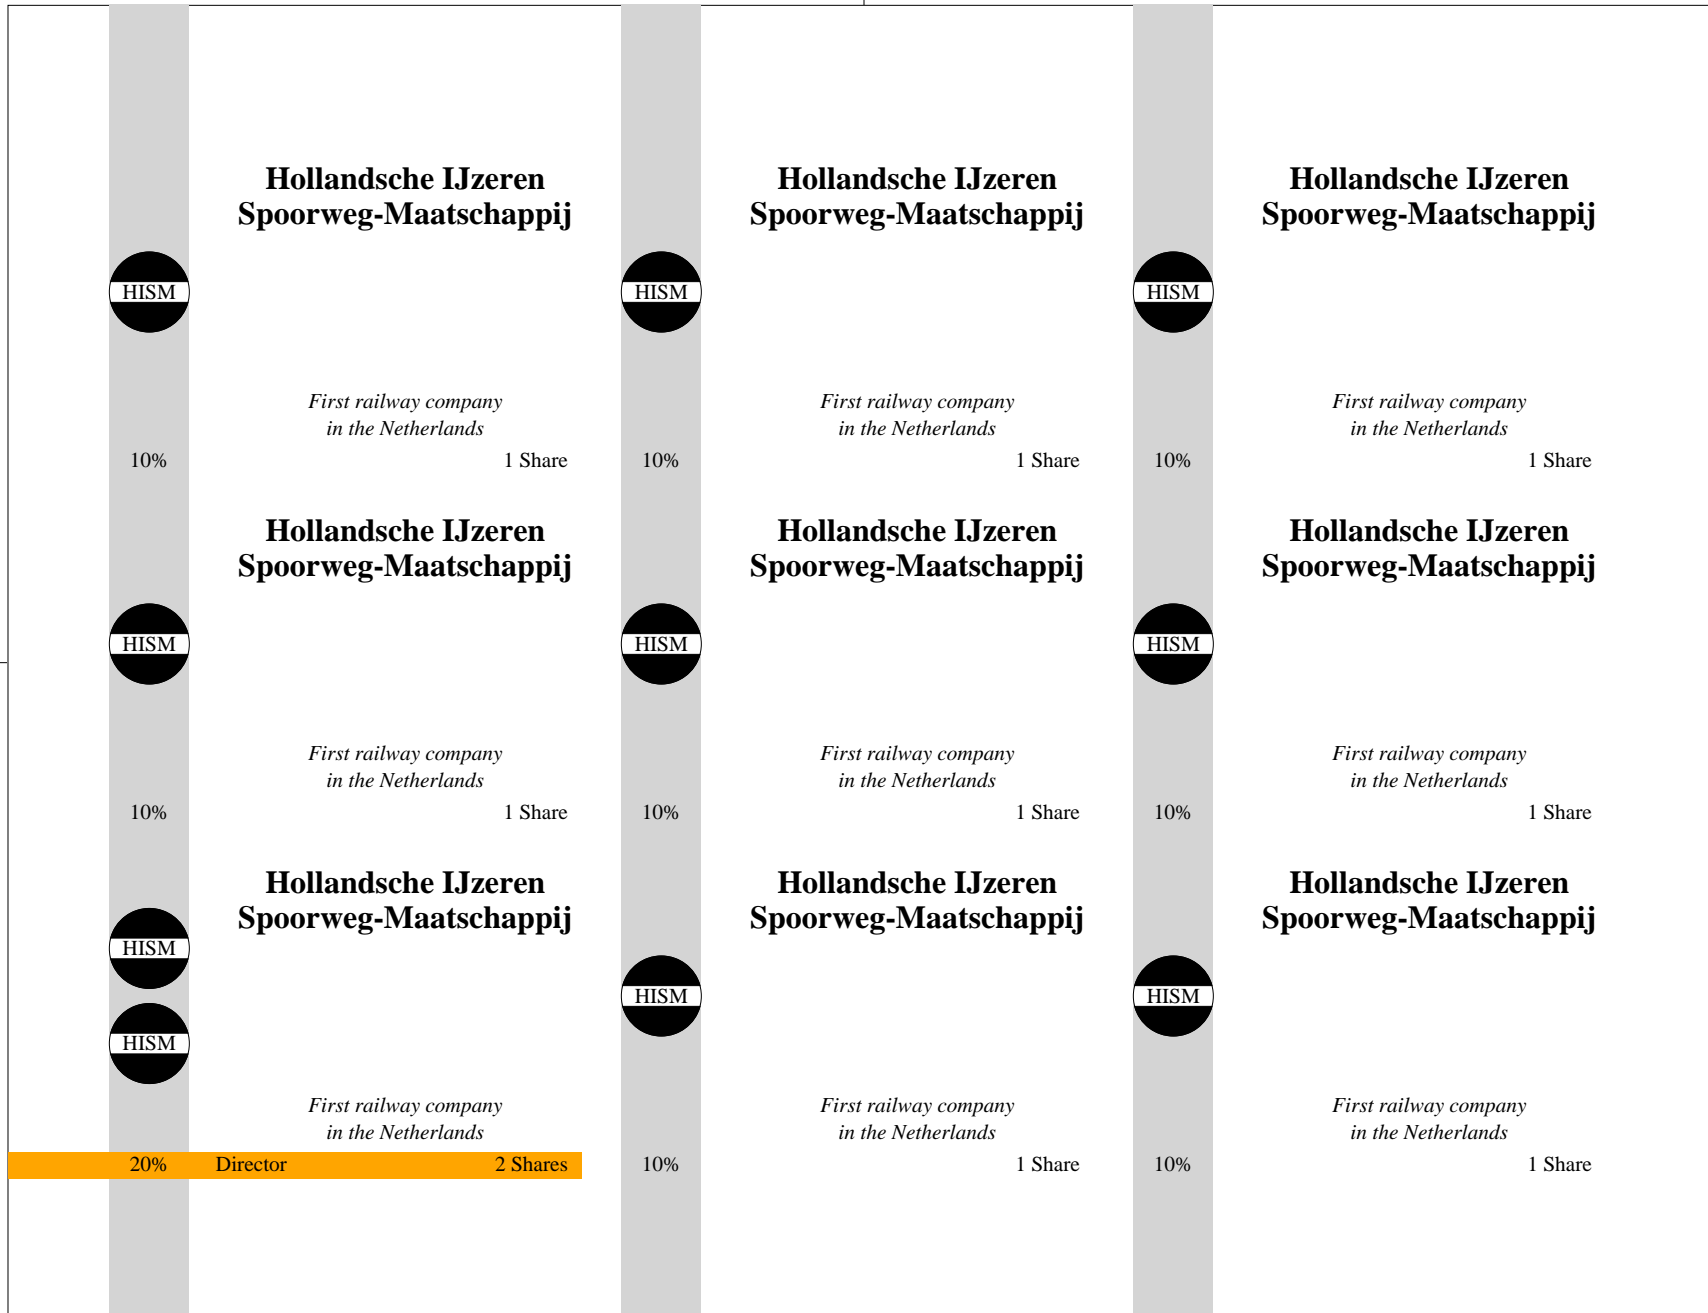 Hollandsche IJzeren
Spoorweg-Maatschappij
HISM
First railway company
in the Netherlands
10%
1 Share
Hollandsche IJzeren
Spoorweg-Maatschappij
HISM
First railway company
in the Netherlands
10%
1 Share
Hollandsche IJzeren
Spoorweg-Maatschappij
HISM
First railway company
in the Netherlands
10%
1 Share
Hollandsche IJzeren
Spoorweg-Maatschappij
HISM
First railway company
in the Netherlands
10%
1 Share
Hollandsche IJzeren
Spoorweg-Maatschappij
HISM
First railway company
in the Netherlands
10%
1 Share
Hollandsche IJzeren
Spoorweg-Maatschappij
HISM
First railway company
in the Netherlands
10%
1 Share
Hollandsche IJzeren
Spoorweg-Maatschappij
HISM
HISM
First railway company
in the Netherlands
20% Director 2 Shares
Hollandsche IJzeren
Spoorweg-Maatschappij
HISM
First railway company
in the Netherlands
10%
1 Share
Hollandsche IJzeren
Spoorweg-Maatschappij
HISM
First railway company
in the Netherlands
10%
1 Share